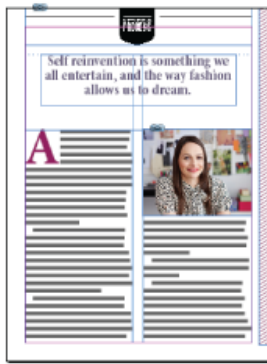 Self reinvention is something we
all entertain, and the way fashion
allows us to dream.
A